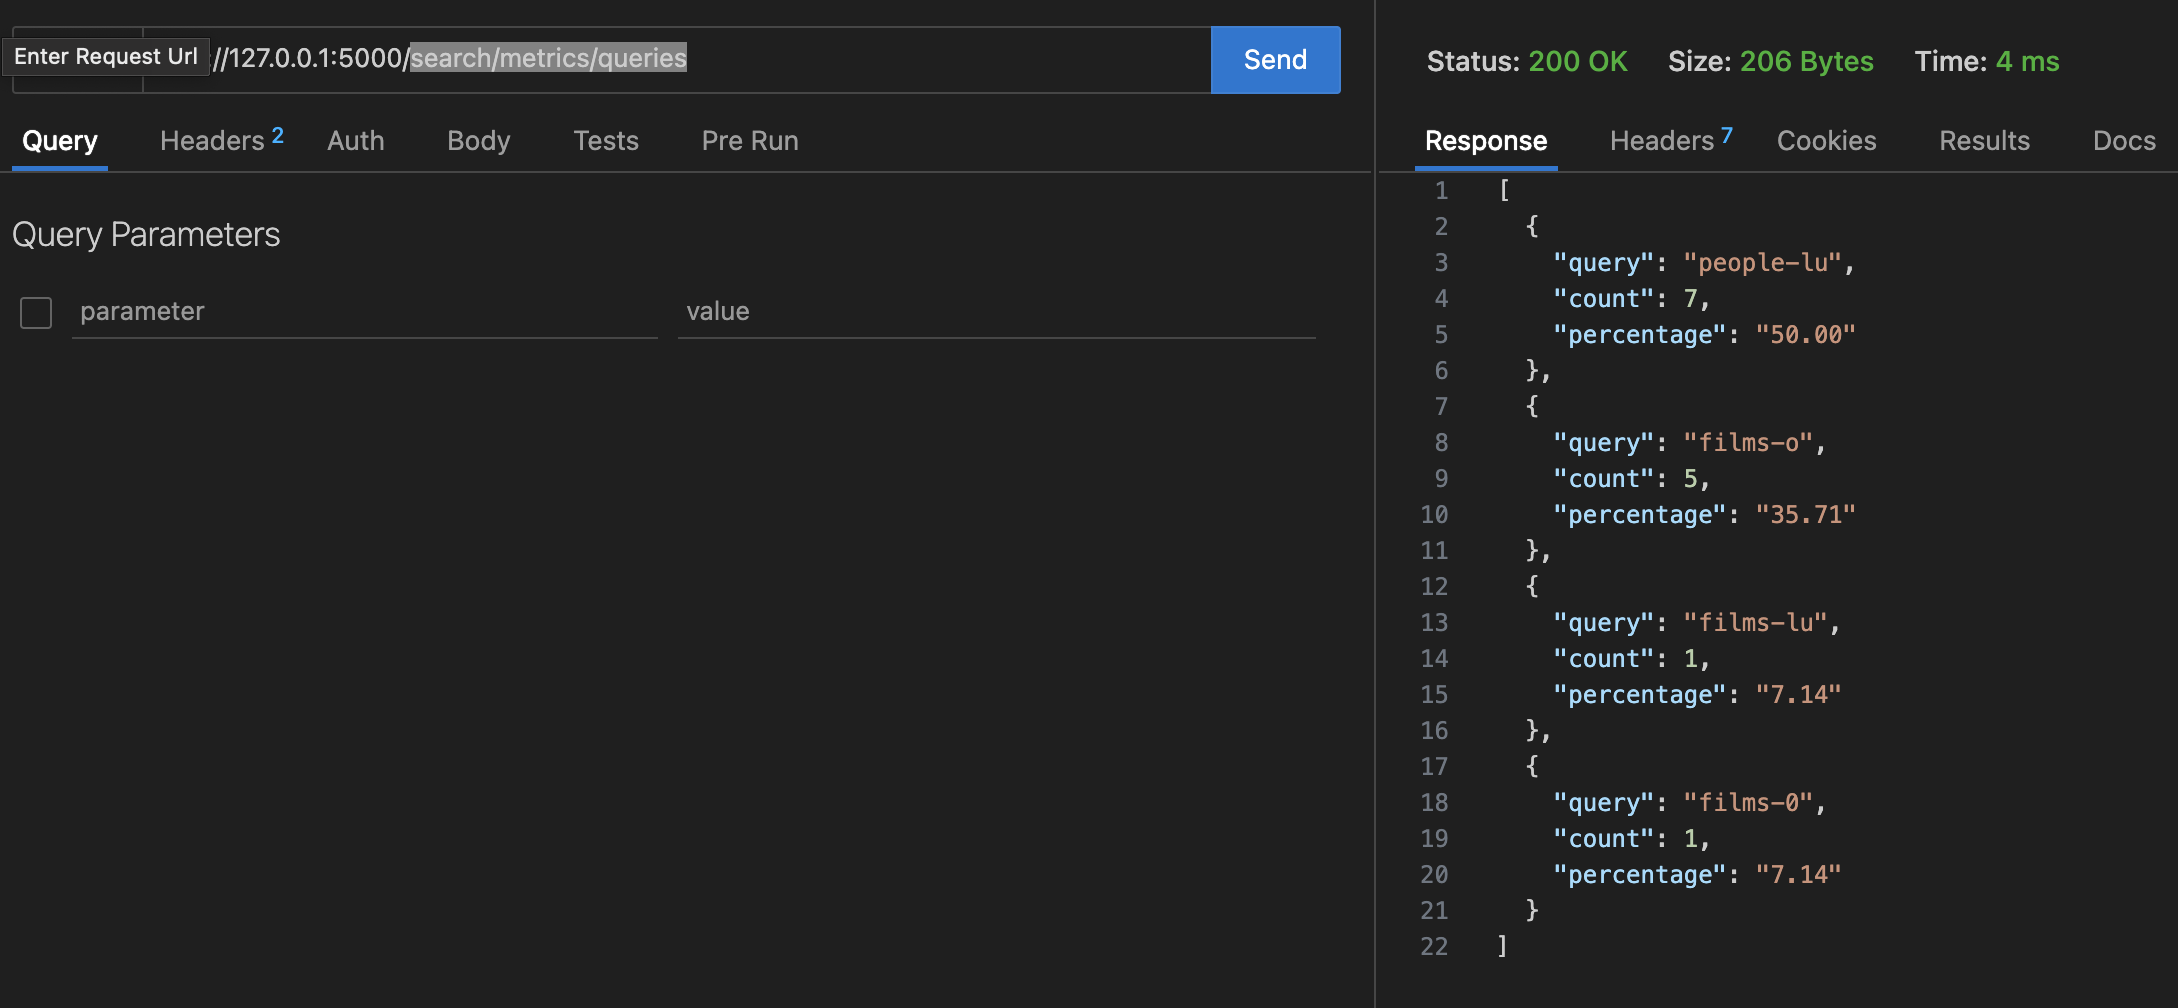 Enter Request Url
://127.0.0.1:5000/search/metrics/queries
Send
Query
Headers 2
Auth
Body
Tests
Pre Run
Query Parameters
parameter
value
Status: 200 OK
Size: 206 Bytes
Time: 4 ms
Response
Headers 7
Cookies
Results
Docs
1 [
2 {
3 "query": "people-lu",
4 "count": 7,
5 "percentage": "50.00"
6 },
7 {
8 "query": "films-o",
9 "count": 5,
10 "percentage": "35.71"
11 },
12 {
13 "query": "films-lu",
14 "count": 1,
15 "percentage": "7.14"
16 },
17 {
18 "query": "films-0",
19 "count": 1,
20 "percentage": "7.14"
21 }
22 ]